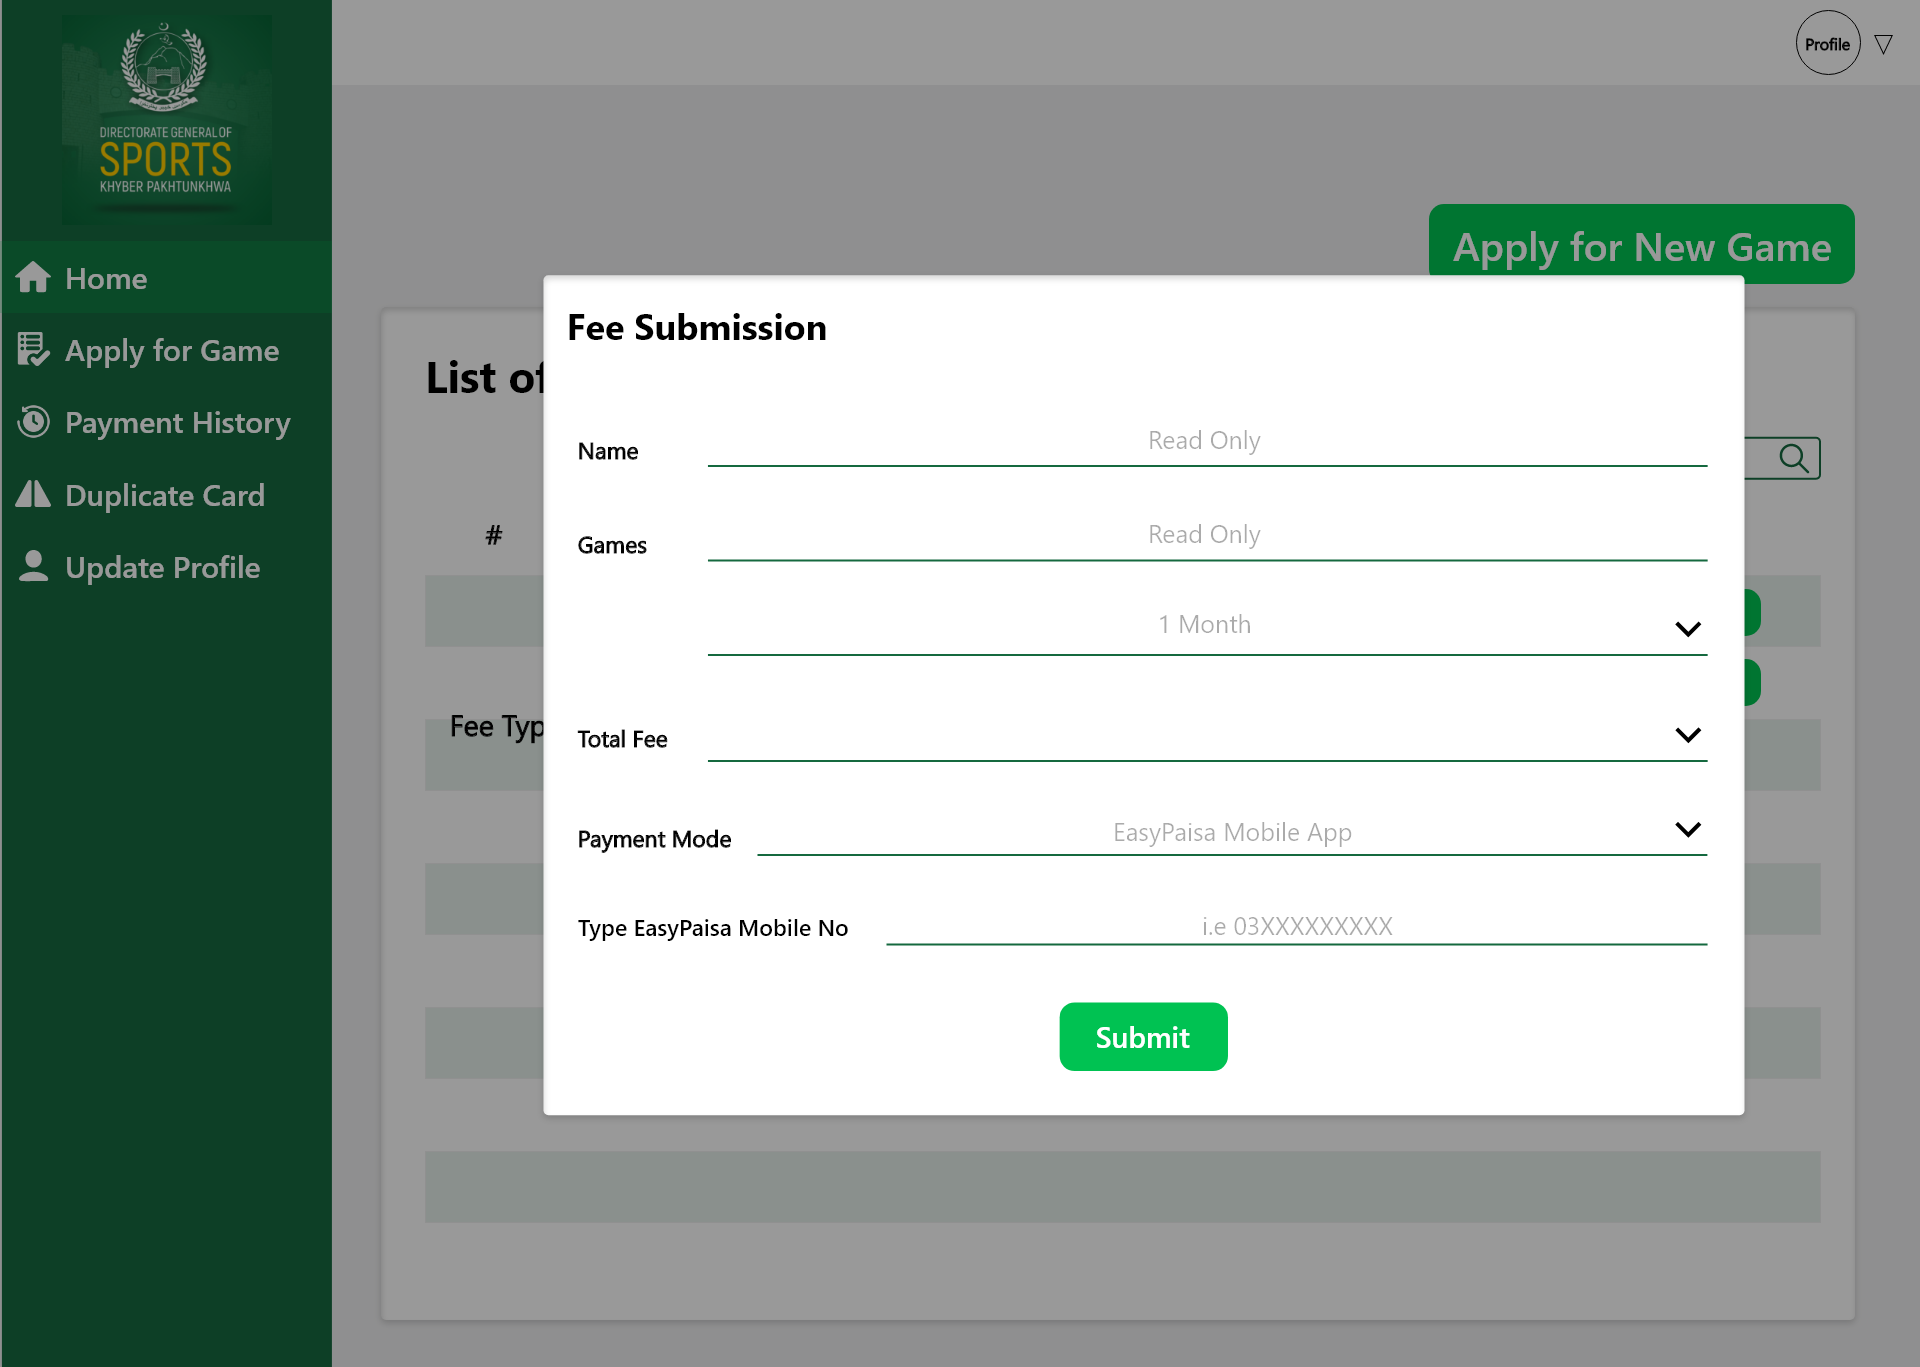 DIRECTORATE GENERAL OF
SPORTS
KHYBER PAKHTUNKHWA
Home
Apply for Game
Payment History
Duplicate Card
Update Profile
Profile
Apply for New Game
List of
#
Fee Typ
Fee Submission
Name Read Only
Games Read Only
1 Month
Total Fee
Payment Mode EasyPaisa Mobile App
Type EasyPaisa Mobile No i.e 03XXXXXXXXX
Submit